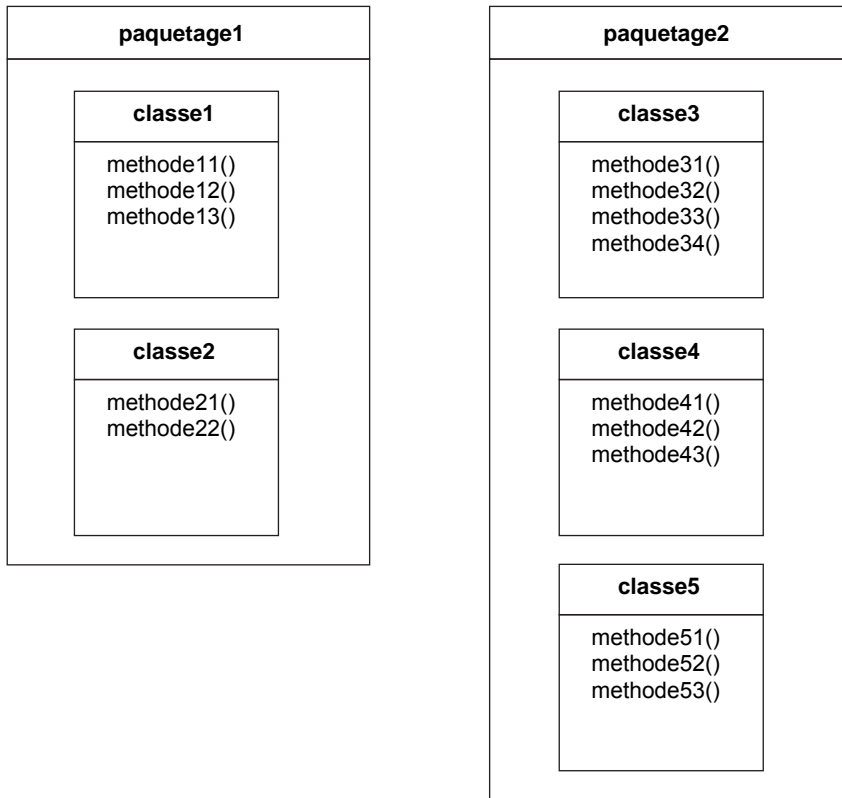 paquetage1
classe1
methode11()
methode12()
methode13()
classe2
methode21()
methode22()
paquetage2
classe3
methode31()
methode32()
methode33()
methode34()
classe4
methode41()
methode42()
methode43()
classe5
methode51()
methode52()
methode53()